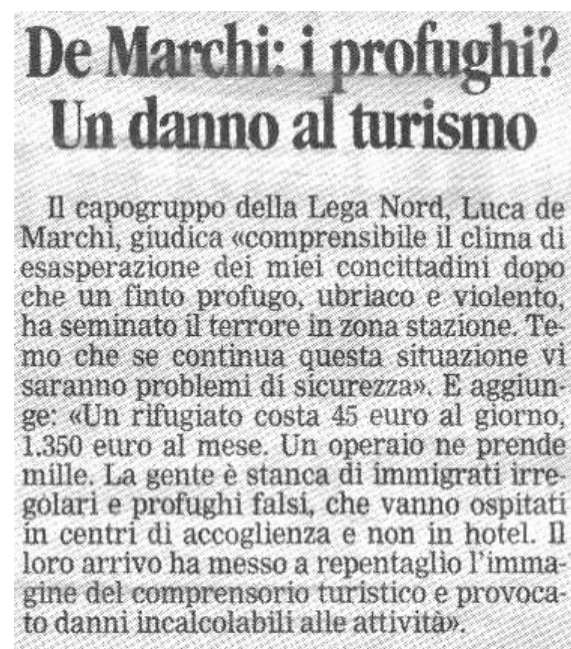 De Marchi: i profughi?
Un danno al turismo
Il capogruppo della Lega Nord, Luca de
Marchi, giudica «comprensibile il clima di
esasperazione dei miei concittadini dopo
che un finto profugo, ubriaco e violento,
ha seminato il terrore in zona stazione. Te-
mo che se continua questa situazione vi
saranno problemi di sicurezza». E aggiun-
ge: «Un rifugiato costa 45 euro al giorno,
1.350 euro al mese. Un operaio ne prende
mille. La gente è stanca di immigrati irre-
golari e profughi falsi, che vanno ospitati
in centri di accoglienza e non in hotel. Il
loro arrivo ha messo a repentaglio l'imma-
gine del comprensorio turistico e provoca-
to danni incalcolabili alle attività».